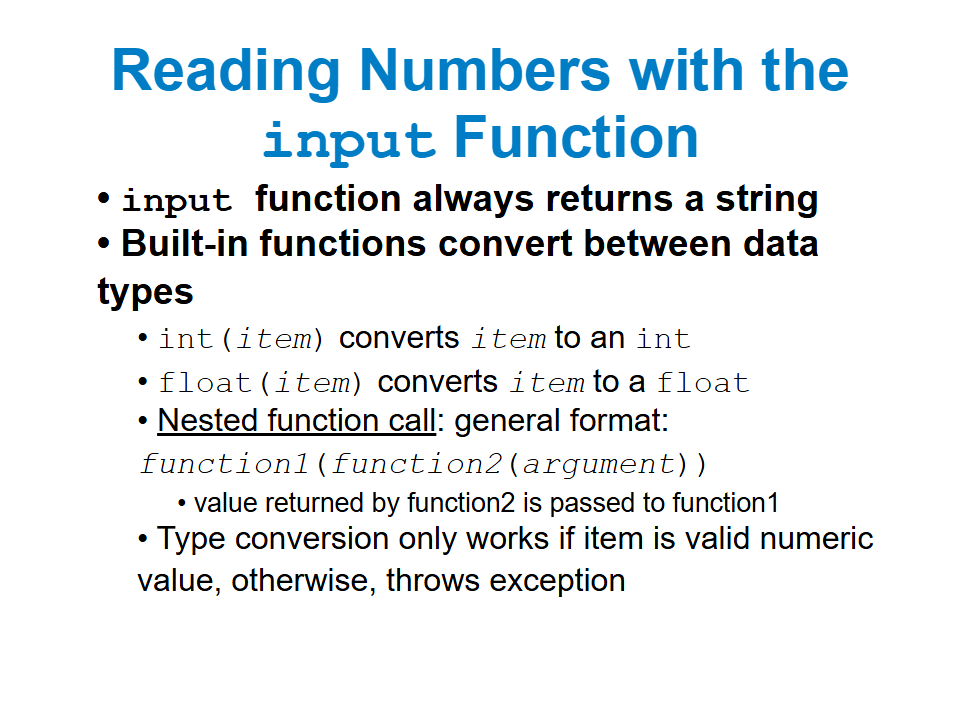 Reading Numbers with the
input Function
• input function always returns a string
• Built-in functions convert between data
types
• int(item) converts item to an int
• float(item) converts item to a float
• Nested function call: general format:
function1(function2(argument))
• value returned by function2 is passed to function1
• Type conversion only works if item is valid numeric
value, otherwise, throws exception